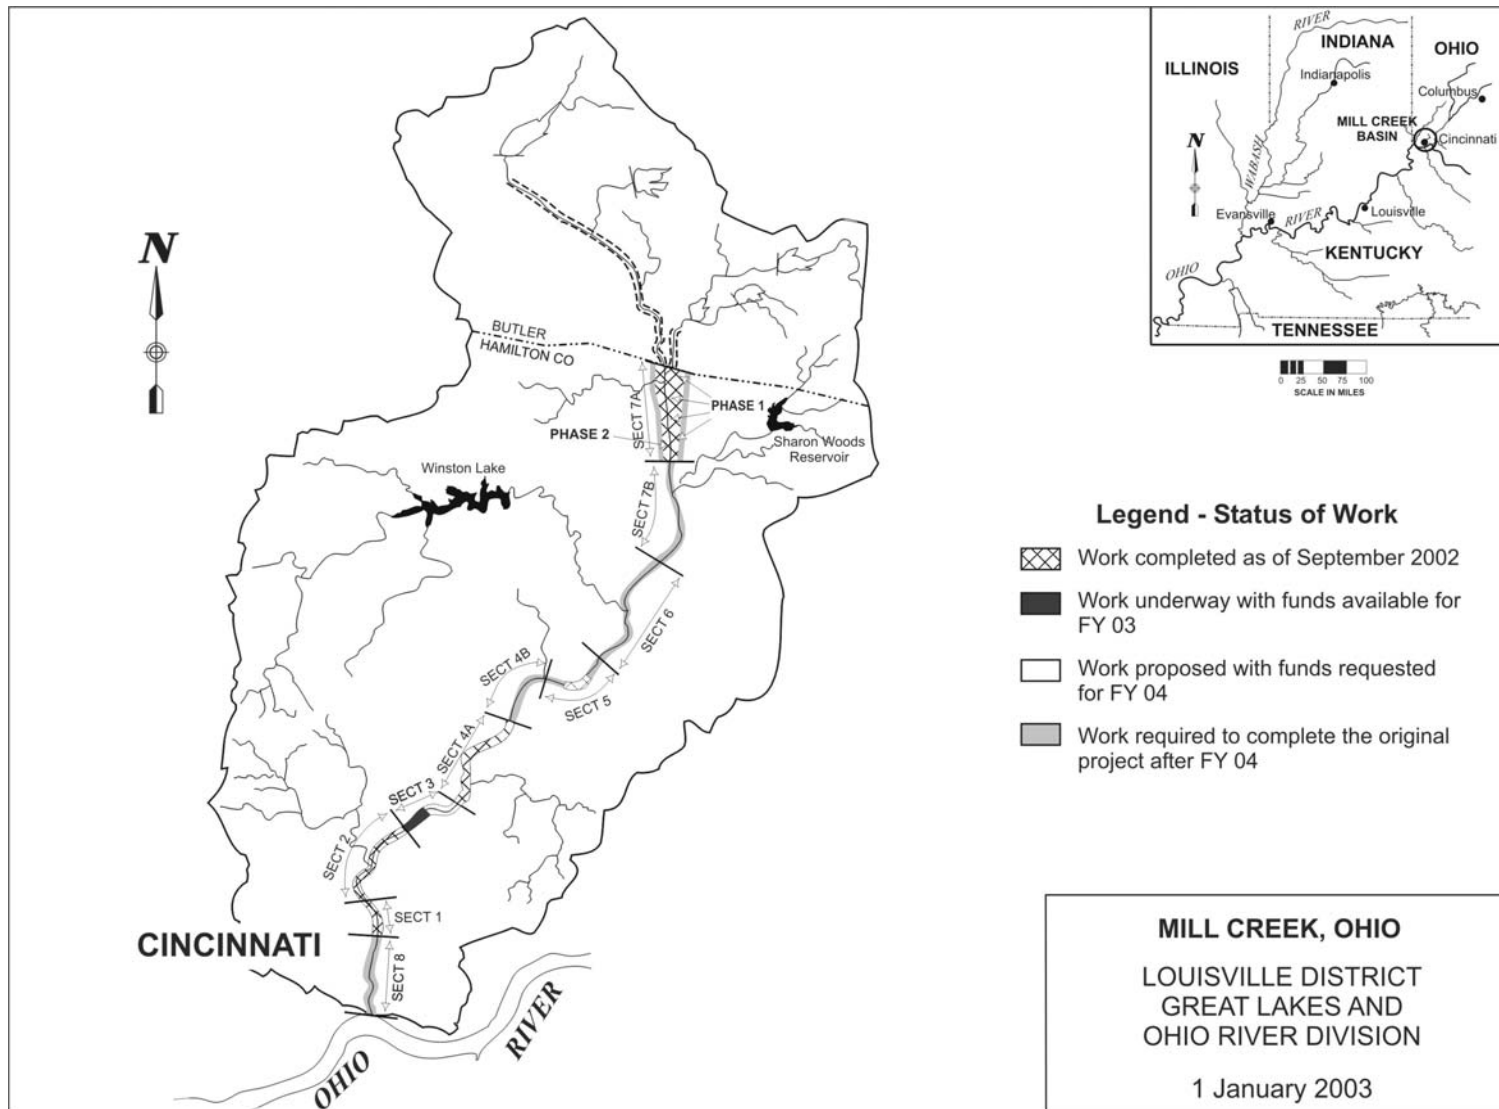 N
BUTLER
HAMILTON CO
SECT 7A
PHASE 1
PHASE 2
Sharon Woods
Reservoir
Winston Lake
SECT 7B
SECT 6
SECT 4B
SECT 5
SECT 4A
SECT 3
SECT 2
SECT 1
CINCINNATI
SECT 8
OHIO
RIVER
RIVER
INDIANA
OHIO
ILLINOIS
Indianapolis
Columbus
MILL CREEK
BASIN
Cincinnati
N
WABASH
Evansville
RIVER
Louisville
KENTUCKY
OHIO
TENNESSEE
0 25 50 75 100
SCALE IN MILES
Legend - Status of Work
Work completed as of September 2002
Work underway with funds available for
FY 03
Work proposed with funds requested
for FY 04
Work required to complete the original
project after FY 04
MILL CREEK, OHIO
LOUISVILLE DISTRICT
GREAT LAKES AND
OHIO RIVER DIVISION
1 January 2003